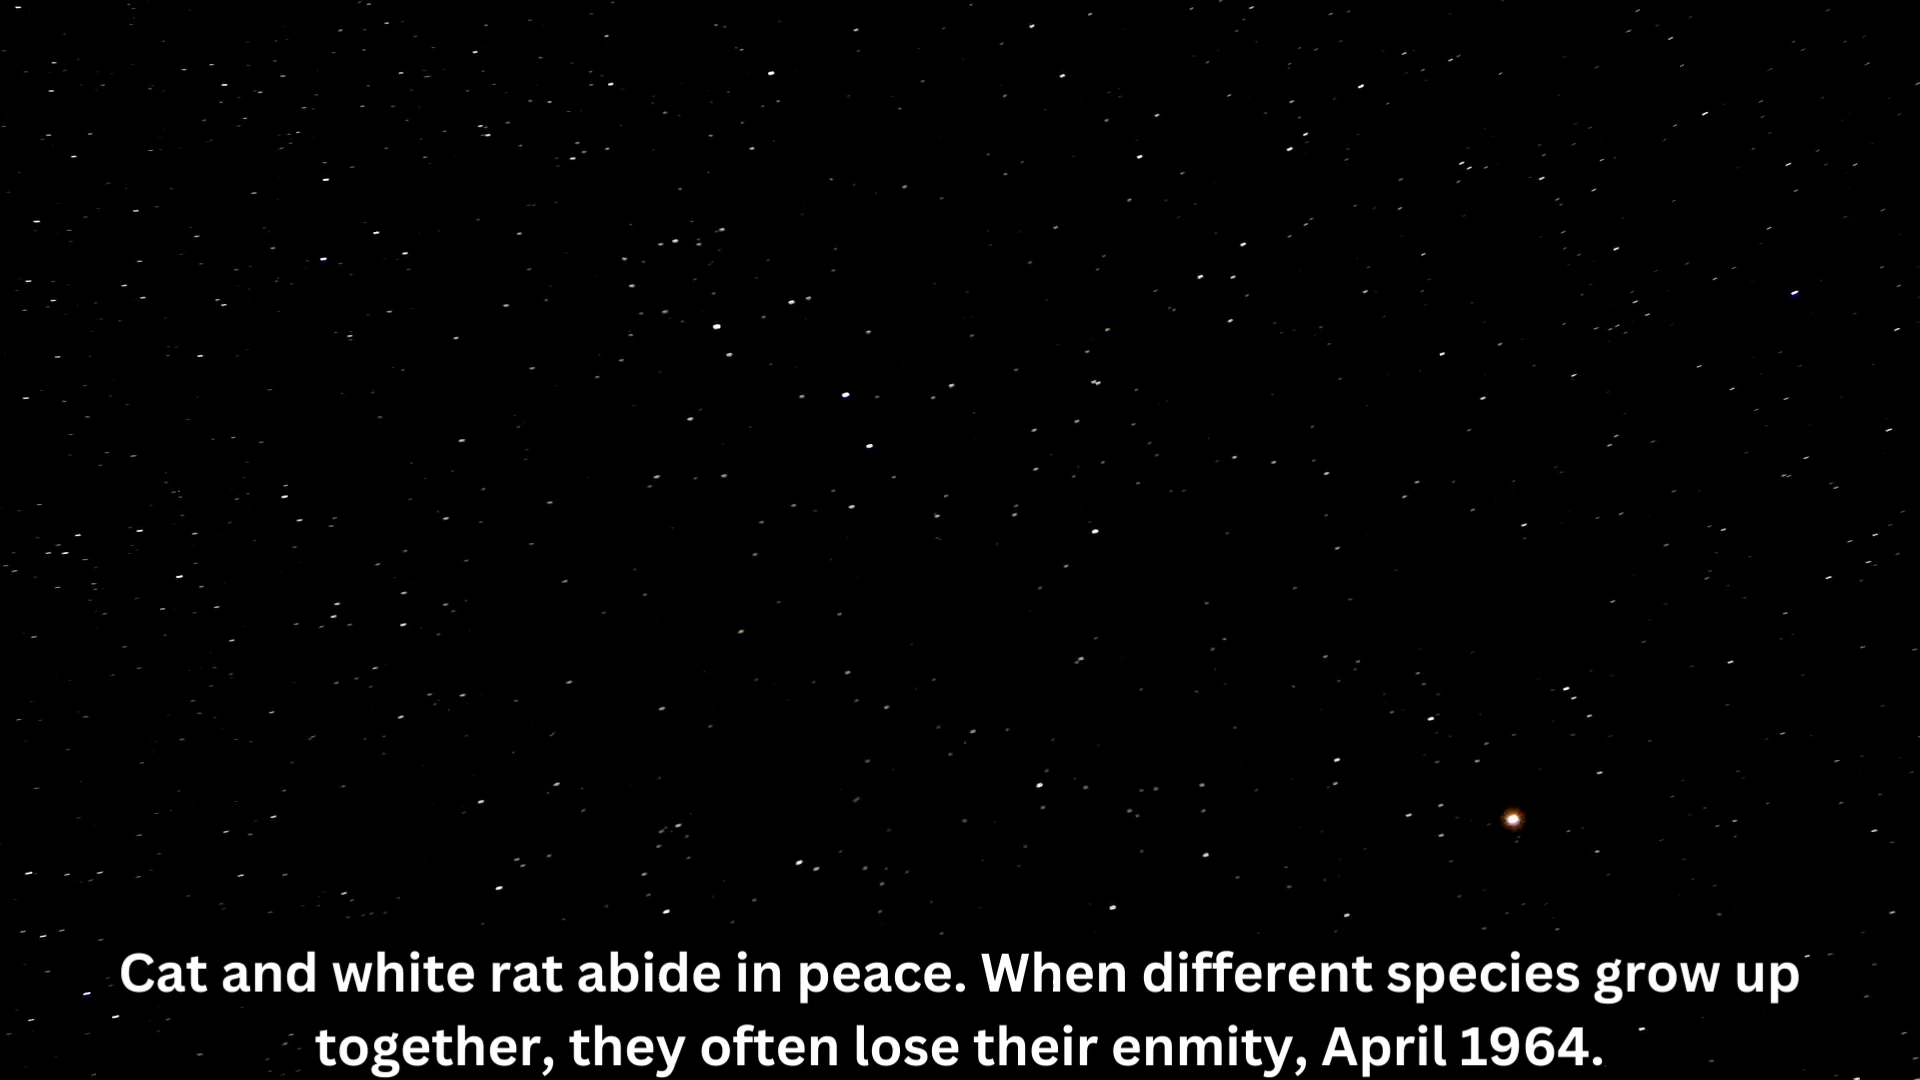 Cat and white rat abide in peace. When different species grow up
together, they often lose their enmity, April 1964.